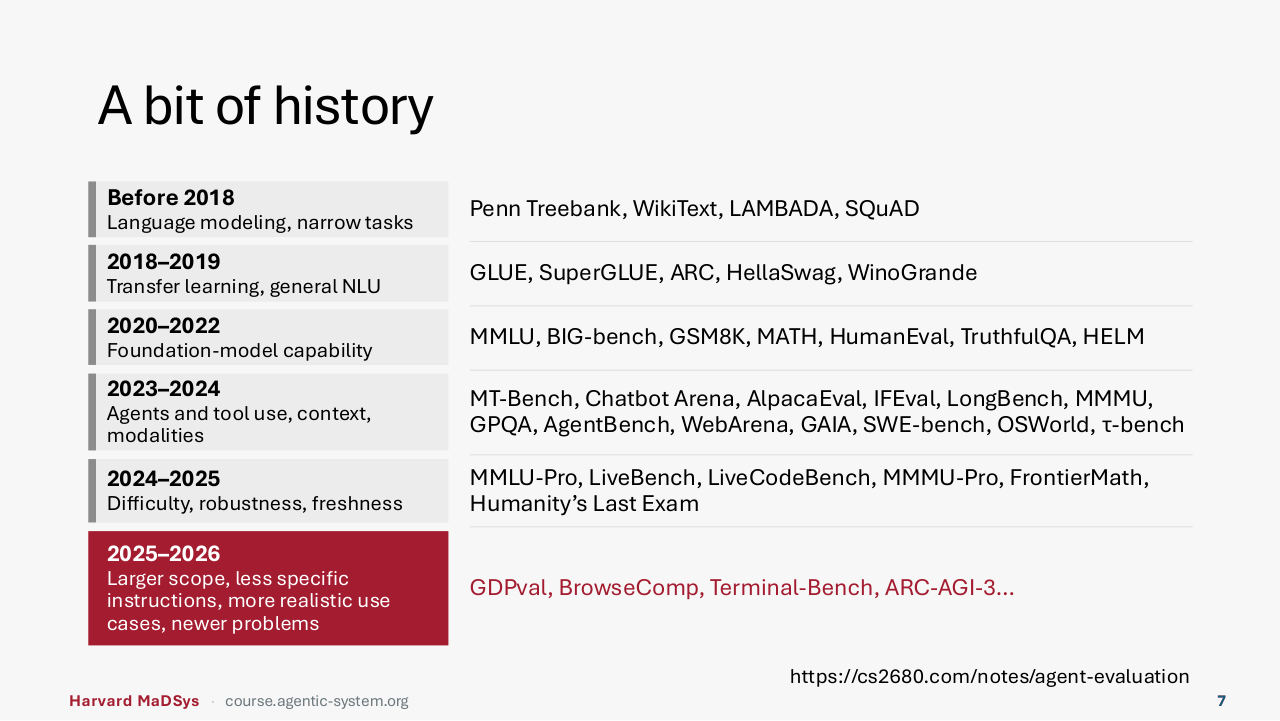 A bit of history
Before 2018
Language modeling, narrow tasks
Penn Treebank, WikiText, LAMBADA, SQuAD
2018–2019
Transfer learning, general NLU
GLUE, SuperGLUE, ARC, HellaSwag, WinoGrande
2020–2022
Foundation-model capability
MMLU, BIG-bench, GSM8K, MATH, HumanEval, TruthfulQA, HELM
2023–2024
Agents and tool use, context,
modalities
MT-Bench, Chatbot Arena, AlpacaEval, IFEval, LongBench, MMMU,
GPQA, AgentBench, WebArena, GAIA, SWE-bench, OSWorld, τ-bench
2024–2025
Difficulty, robustness, freshness
MMLU-Pro, LiveBench, LiveCodeBench, MMMU-Pro, FrontierMath,
Humanity’s Last Exam
2025–2026
Larger scope, less specific
instructions, more realistic use
cases, newer problems
GDPval, BrowseComp, Terminal-Bench, ARC-AGI-3...
https://cs2680.com/notes/agent-evaluation
Harvard MaDSys · course.agentic-system.org
7